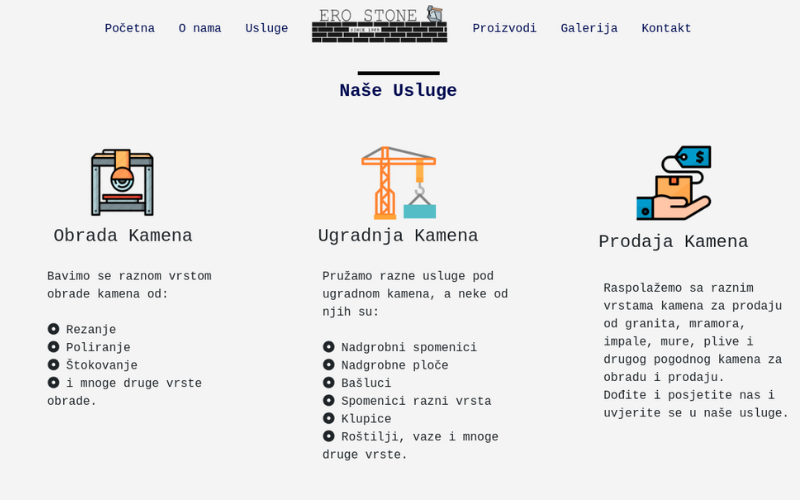 Početna O nama Usluge ERO STONE Proizvodi Galerija Kontakt
SINCE 1969
Naše Usluge
Obrada Kamena
Bavimo se raznom vrstom
obrade kamena od:
Rezanje
Poliranje
Štokovanje
i mnoge druge vrste
obrade.
Ugradnja Kamena
Pružamo razne usluge pod
ugradnom kamena, a neke od
njih su:
Nadgrobni spomenici
Nadgrobne ploče
Bašluci
Spomenici razni vrsta
Klupice
Roštilji, vaze i mnoge
druge vrste.
$
Prodaja Kamena
Raspolažemo sa raznim
vrstama kamena za prodaju
od granita, mramora,
impale, mure, plive i
drugog pogodnog kamena za
obradu i prodaju.
Dođite i posjetite nas i
uvjerite se u naše usluge.